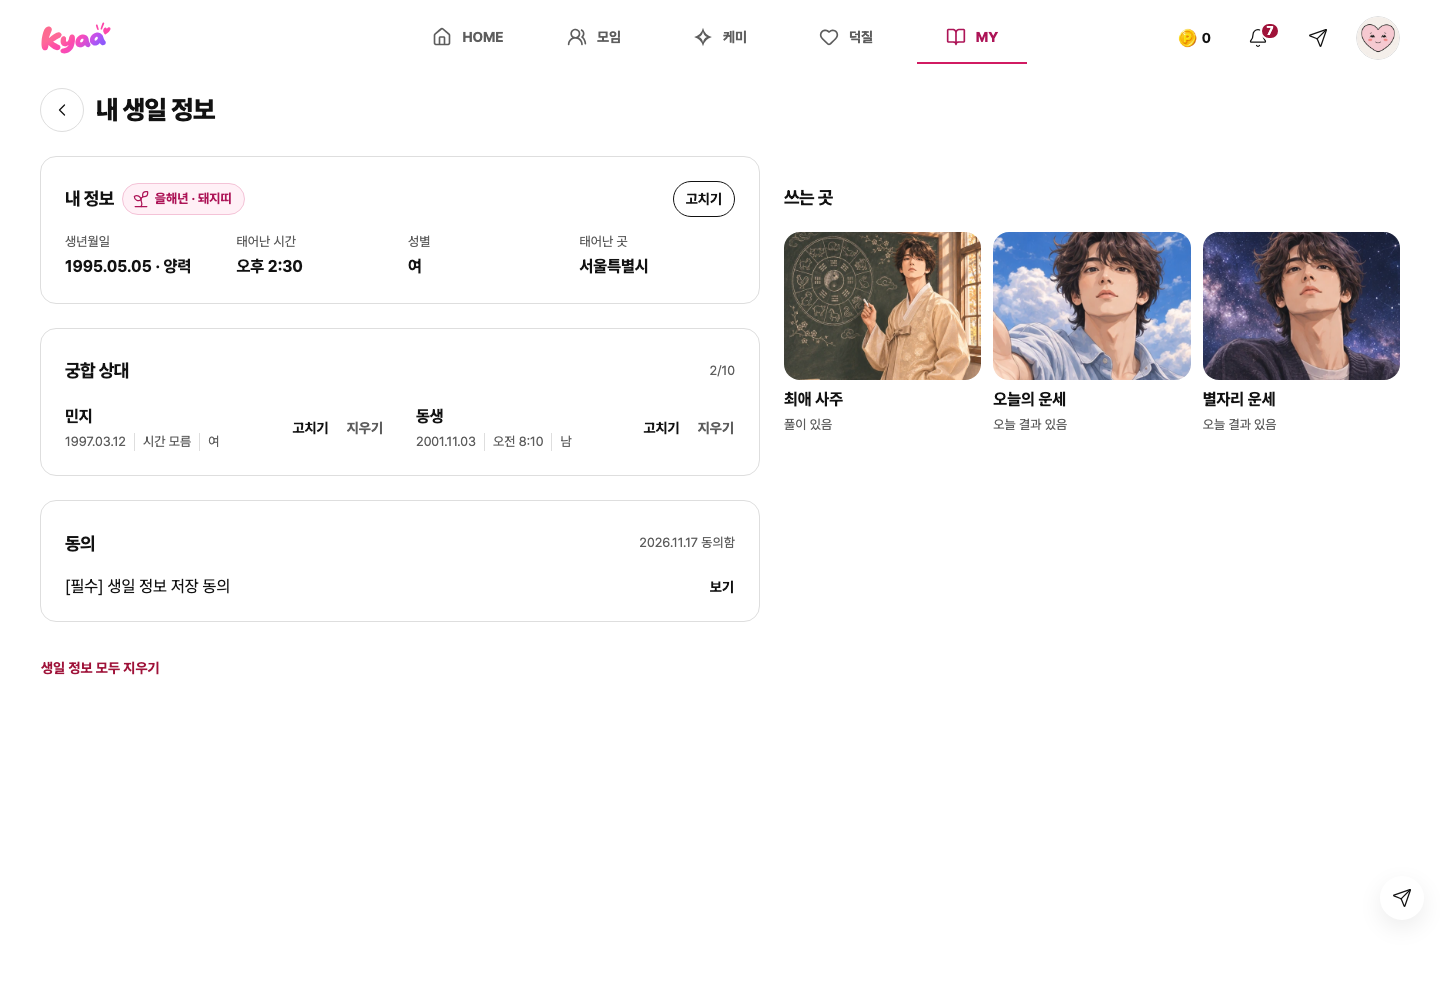 kyaa
HOME
모임
케미
덕질
MY
0
7
내 생일 정보
내 정보
을해년 · 돼지띠
고치기
생년월일
태어난 시간
성별
태어난 곳
1995.05.05 · 양력
오후 2:30
여
서울특별시
궁합 상대
2/10
민지
1997.03.12 시간 모름 여
고치기 지우기
동생
2001.11.03 오전 8:10 남
고치기 지우기
동의
2026.11.17 동의함
[필수] 생일 정보 저장 동의
보기
생일 정보 모두 지우기
쓰는 곳
최애 사주
풀이 있음
오늘의 운세
오늘 결과 있음
별자리 운세
오늘 결과 있음